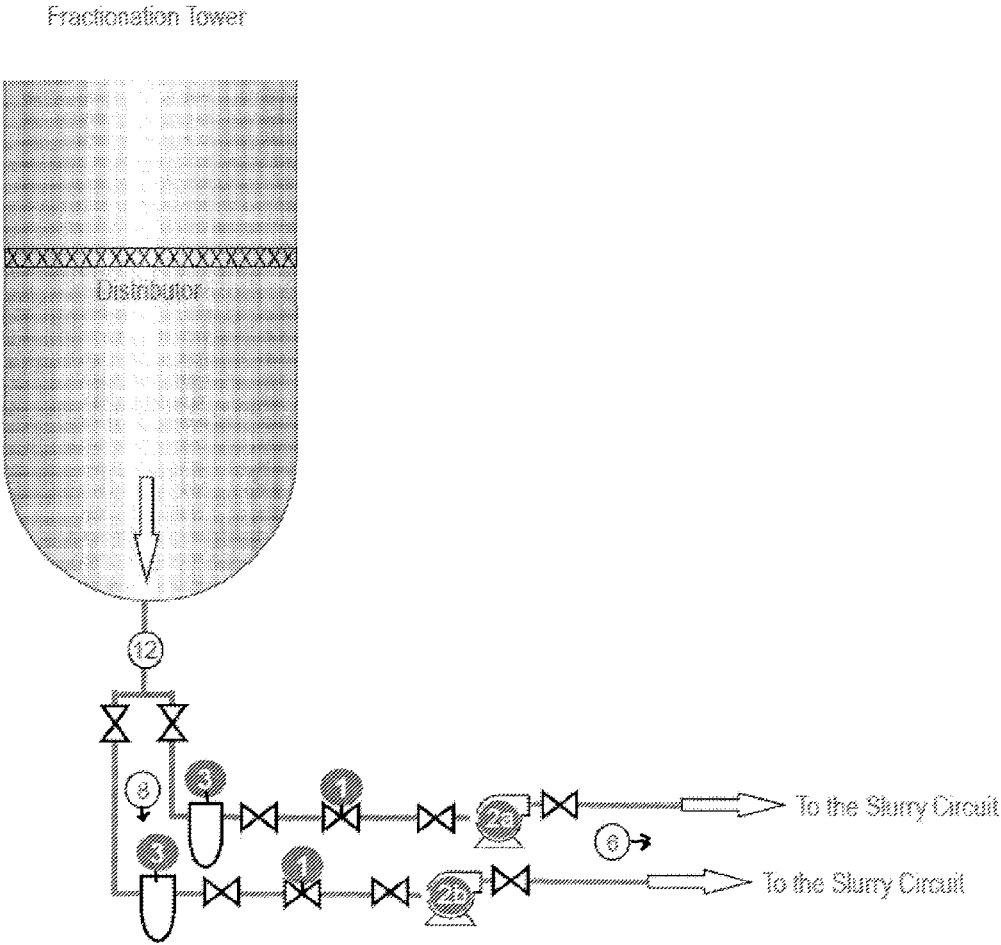 Fractionation Tower
Distributor
12
8
3
1
2a
To the Slurry Circuit
6
3
1
2b
To the Slurry Circuit